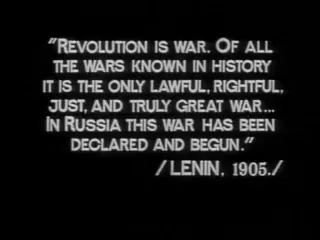 "Revolution is war. Of all
the wars known in history
it is the only lawful, rightful,
just, and truly great war...
In Russia this war has been
declared and begun."
/Lenin, 1905./